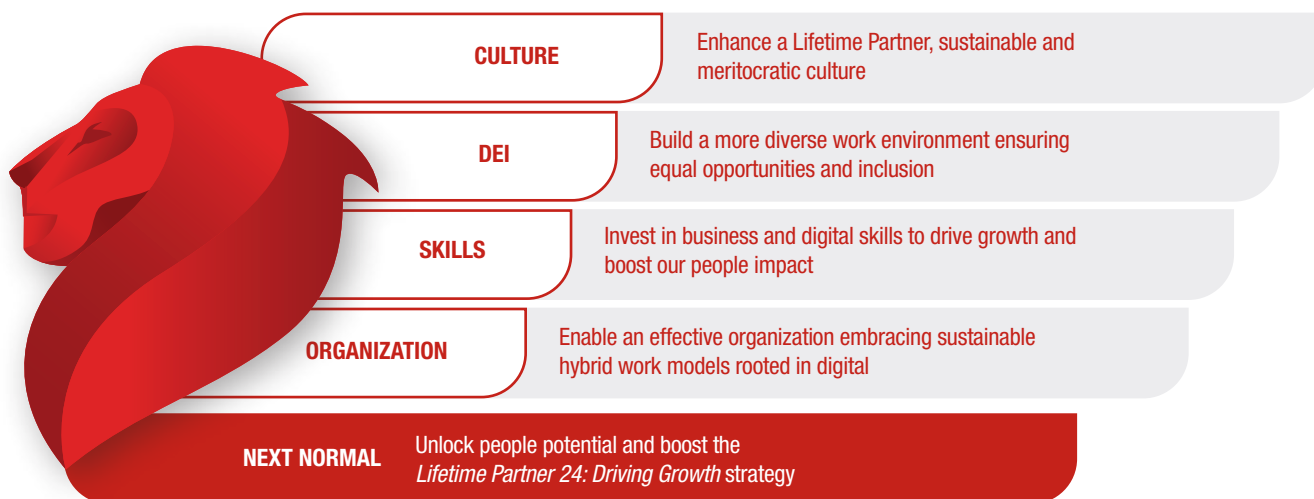 CULTURE
Enhance a Lifetime Partner, sustainable and
meritocratic culture
DEI
Build a more diverse work environment ensuring
equal opportunities and inclusion
SKILLS
Invest in business and digital skills to drive growth and
boost our people impact
ORGANIZATION
Enable an effective organization embracing sustainable
hybrid work models rooted in digital
NEXT NORMAL
Unlock people potential and boost the
Lifetime Partner 24: Driving Growth strategy